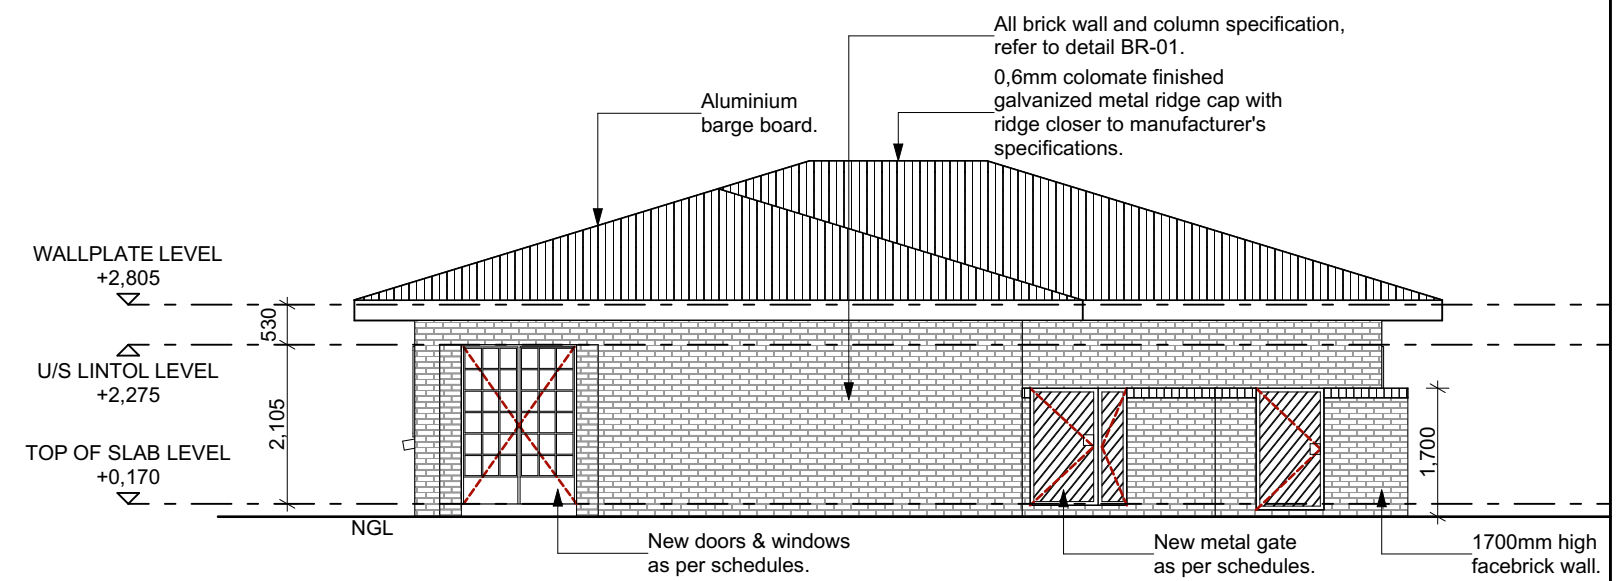 All brick wall and column specification,
refer to detail BR-01.
0,6mm colomate finished
galvanized metal ridge cap with
ridge closer to manufacturer's
specifications.
Aluminium
barge board.
WALLPLATE LEVEL
+2,805
530
U/S LINTOL LEVEL
+2,275
2,105
TOP OF SLAB LEVEL
+0,170
1,700
NGL
New doors & windows
as per schedules.
New metal gate
as per schedules.
1700mm high
facebrick wall.